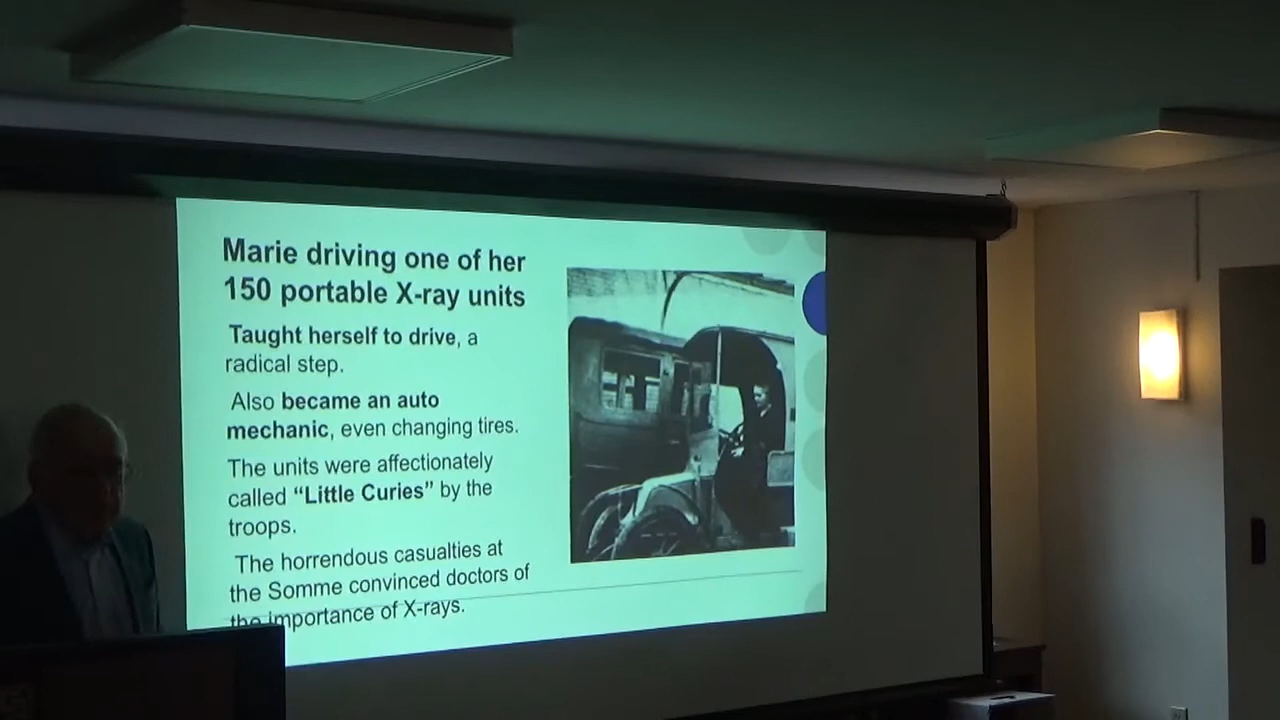 Marie driving one of her
150 portable X-ray units
Taught herself to drive, a
radical step.
Also became an auto
mechanic, even changing tires.
The units were affectionately
called “Little Curies” by the
troops.
The horrendous casualties at
the Somme convinced doctors of
the importance of X-rays.